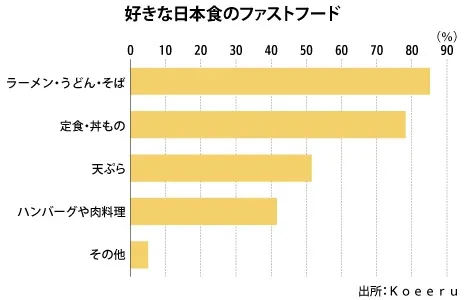 好きな日本食のファストフード
(%)
0 10 20 30 40 50 60 70 80 90
ラーメン・うどん・そば
定食・丼もの
天ぷら
ハンバーグや肉料理
その他
出所：Ｋｏｅｅｒｕ